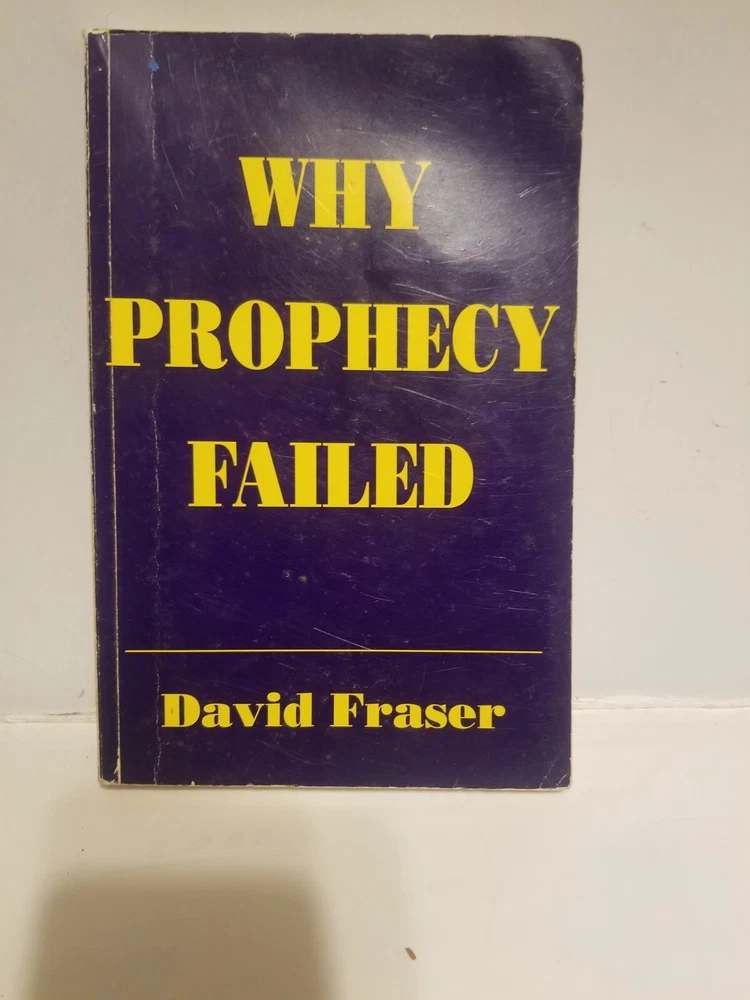 WHY
PROPHECY
FAILED
David Fraser